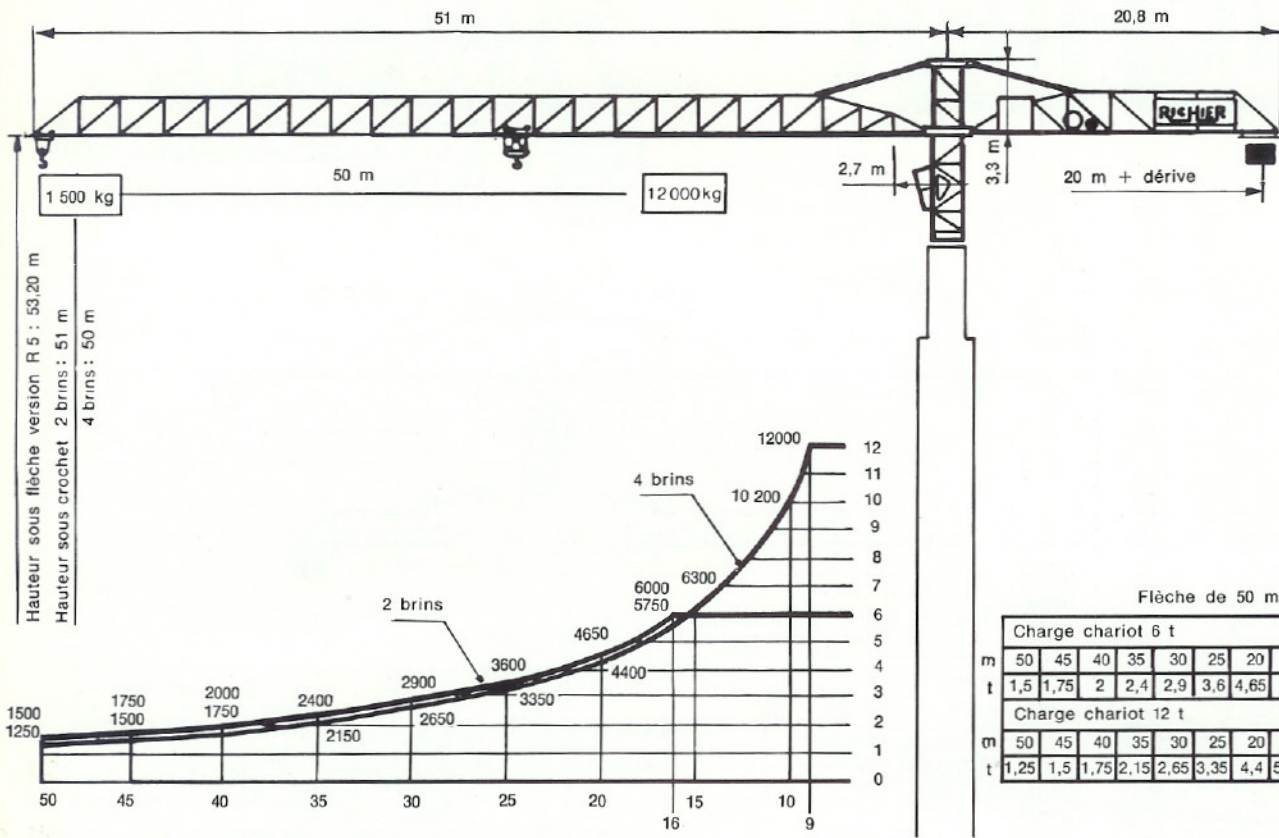 51 m
20,8 m
RICHIER
50 m
1 500 kg
12 000 kg
2,7 m
3,3 m
20 m + dérive
Hauteur sous flèche version R 5 : 53,20 m
Hauteur sous crochet 2 brins : 51 m
4 brins : 50 m
12000
12
11
4 brins
10 200
10
9
8
6300
7
6000
5750
6
2 brins
4650
5
3600
4400
4
2900
3350
3
2400
2650
2000
1750
2150
2
1750
1500
1500
1250
1
0
50 45 40 35 30 25 20 16 15 10 9
Flèche de 50 m
Charge chariot 6 t
m 50 45 40 35 30 25 20
t 1,5 1,75 2 2,4 2,9 3,6 4,65
Charge chariot 12 t
m 50 45 40 35 30 25 20
t 1,25 1,5 1,75 2,15 2,65 3,35 4,4 5